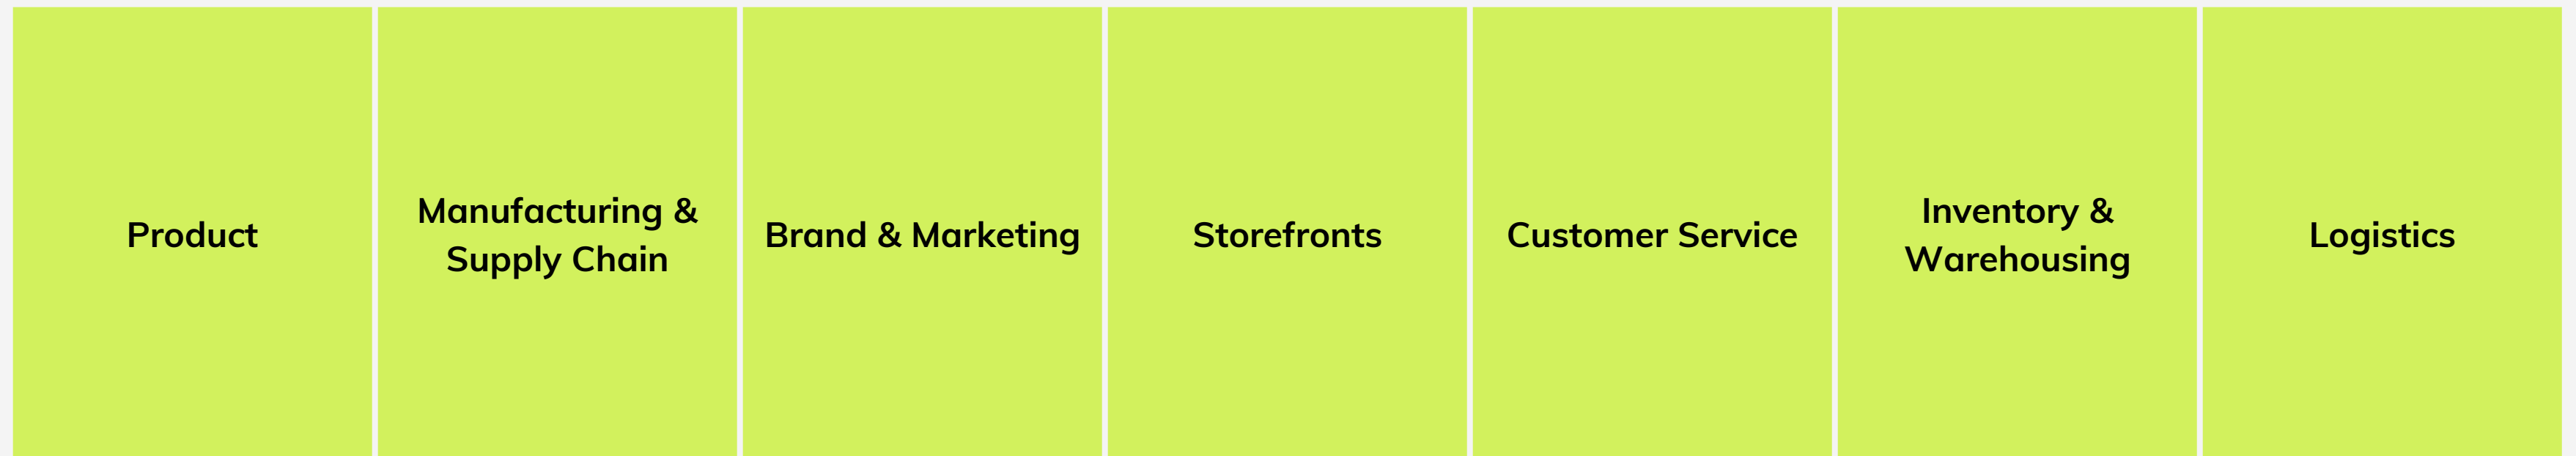 Product
Manufacturing &
Supply Chain
Brand & Marketing
Storefronts
Customer Service
Inventory &
Warehousing
Logistics